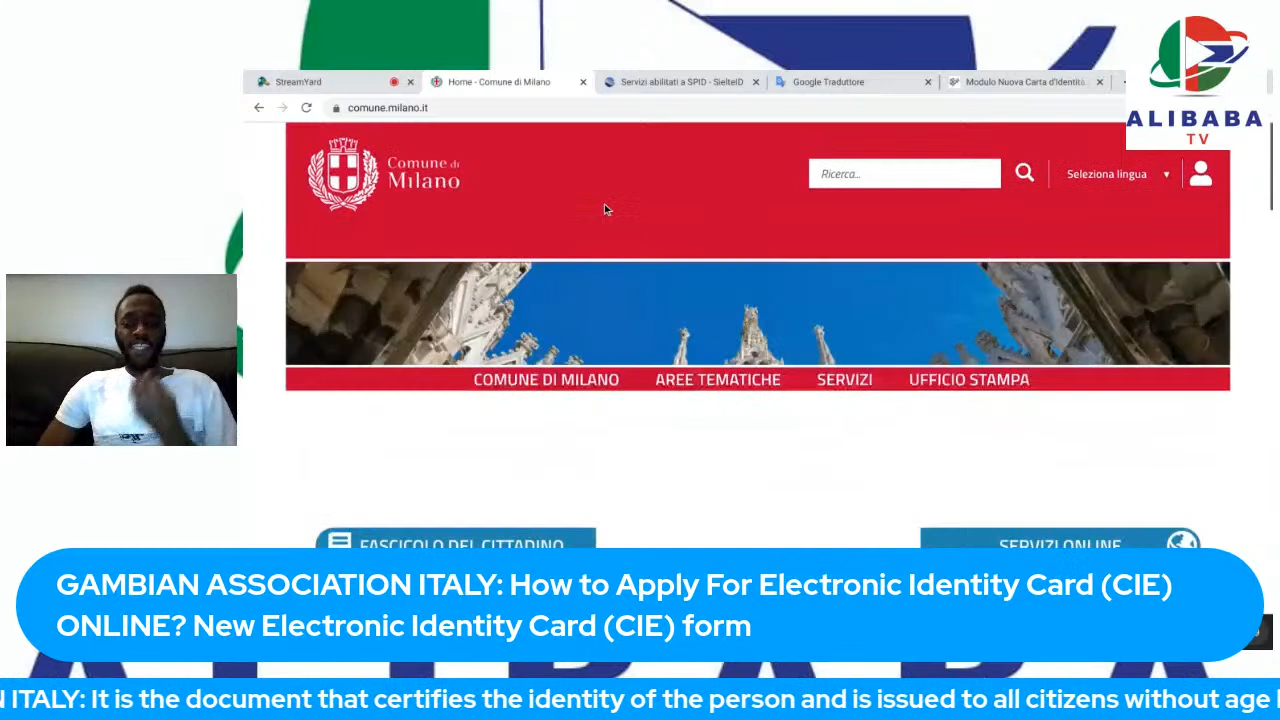 StreamYard
Home - Comune di Milano
Servizi abilitati a SPID - SielteID
Google Traduttore
Modulo Nuova Carta d'Identità
comune.milano.it
ALIBABA
TV
Comune di
Milano
Ricerca...
Seleziona lingua
COMUNE DI MILANO
AREE TEMATICHE
SERVIZI
UFFICIO STAMPA
FASCICOLO DEL CITTADINO
SERVIZI ONLINE
GAMBIAN ASSOCIATION ITALY: How to Apply For Electronic Identity Card (CIE)
ONLINE? New Electronic Identity Card (CIE) form
ITALY: It is the document that certifies the identity of the person and is issued to all citizens without age